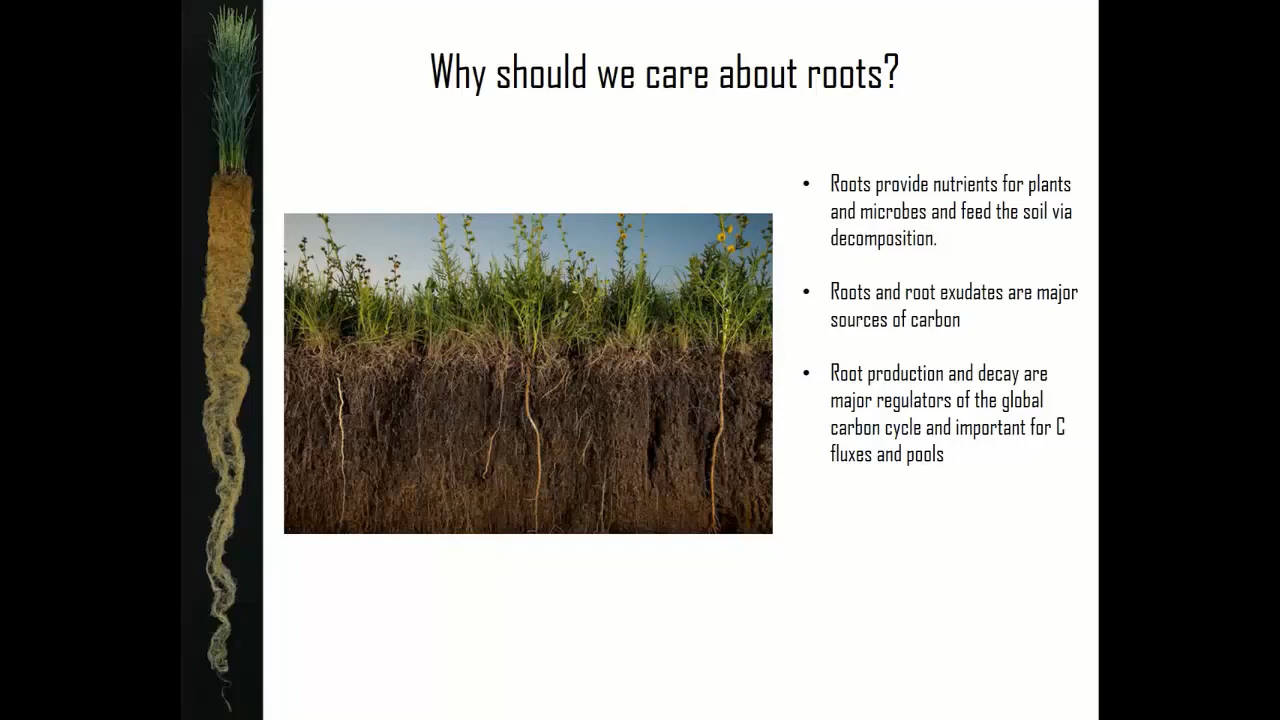 Why should we care about roots?
• Roots provide nutrients for plants
and microbes and feed the soil via
decomposition.
• Roots and root exudates are major
sources of carbon
• Root production and decay are
major regulators of the global
carbon cycle and important for C
fluxes and pools